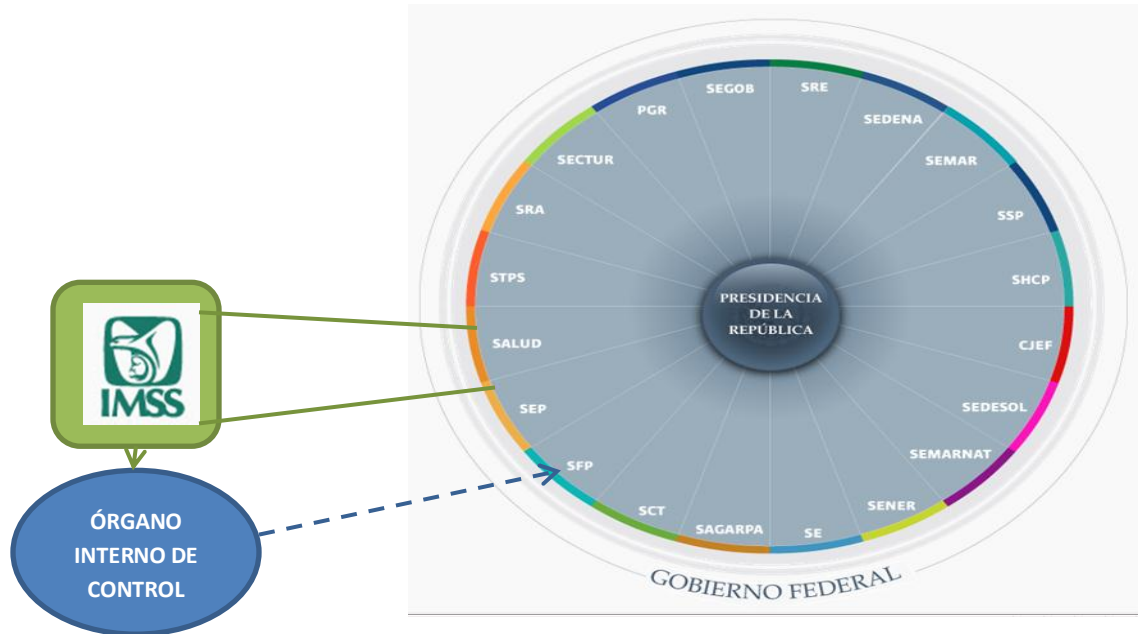 SEGOB
SRE
PGR
SEDENA
SECTUR
SEMAR
SRA
SSP
STPS
SHCP
PRESIDENCIA
DE LA
REPÚBLICA
SALUD
CJEF
IMSS
SEP
SEDESOL
SFP
SEMARNAT
SCT
SENER
SAGARPA
SE
ÓRGANO
INTERNO DE
CONTROL
GOBIERNO FEDERAL